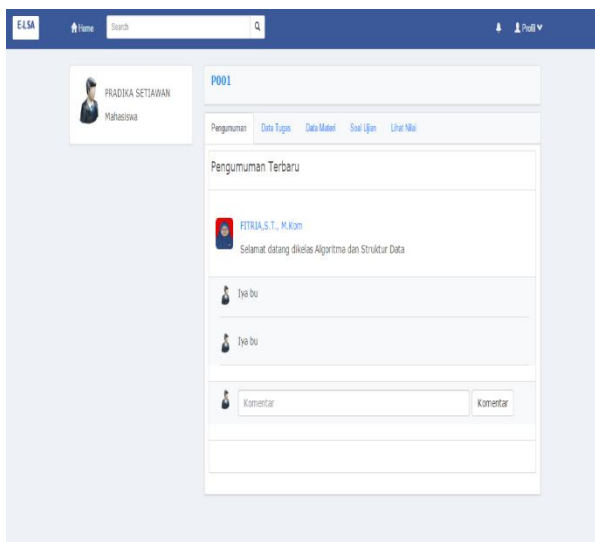 E-LSA
Home
Search
Profil
PRADIKA SETIAWAN
Mahasiswa
P001
Pengumuman Data Tugas Data Materi Soal Ujian Lihat Nilai
Pengumuman Terbaru
FITRIA,S.T., M.Kom
Selamat datang dikelas Algoritma dan Struktur Data
Iya bu
Iya bu
Komentar Komentar